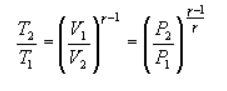 T₂/T₁ = (V₁/V₂)^(r-1) = (P₂/P₁)^((r-1)/r)